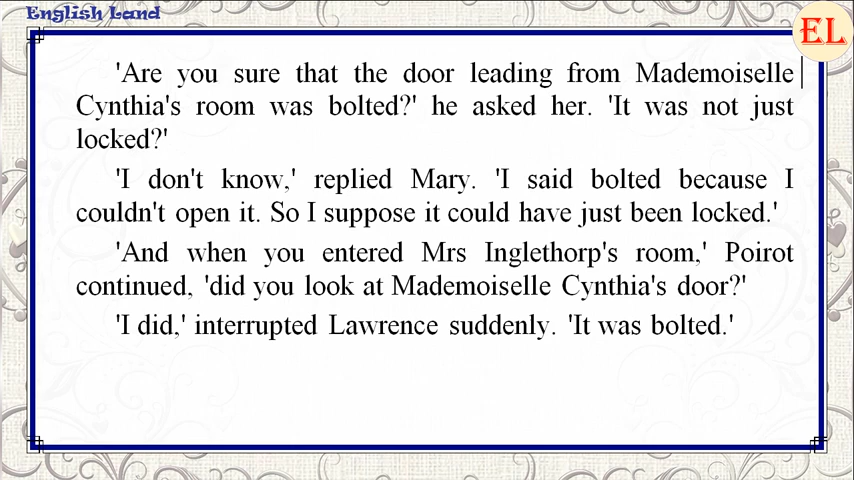 English Land
EL
'Are you sure that the door leading from Mademoiselle
Cynthia's room was bolted?' he asked her. 'It was not just
locked?'
'I don't know,' replied Mary. 'I said bolted because I
couldn't open it. So I suppose it could have just been locked.'
'And when you entered Mrs Inglethorp's room,' Poirot
continued, 'did you look at Mademoiselle Cynthia's door?'
'I did,' interrupted Lawrence suddenly. 'It was bolted.'